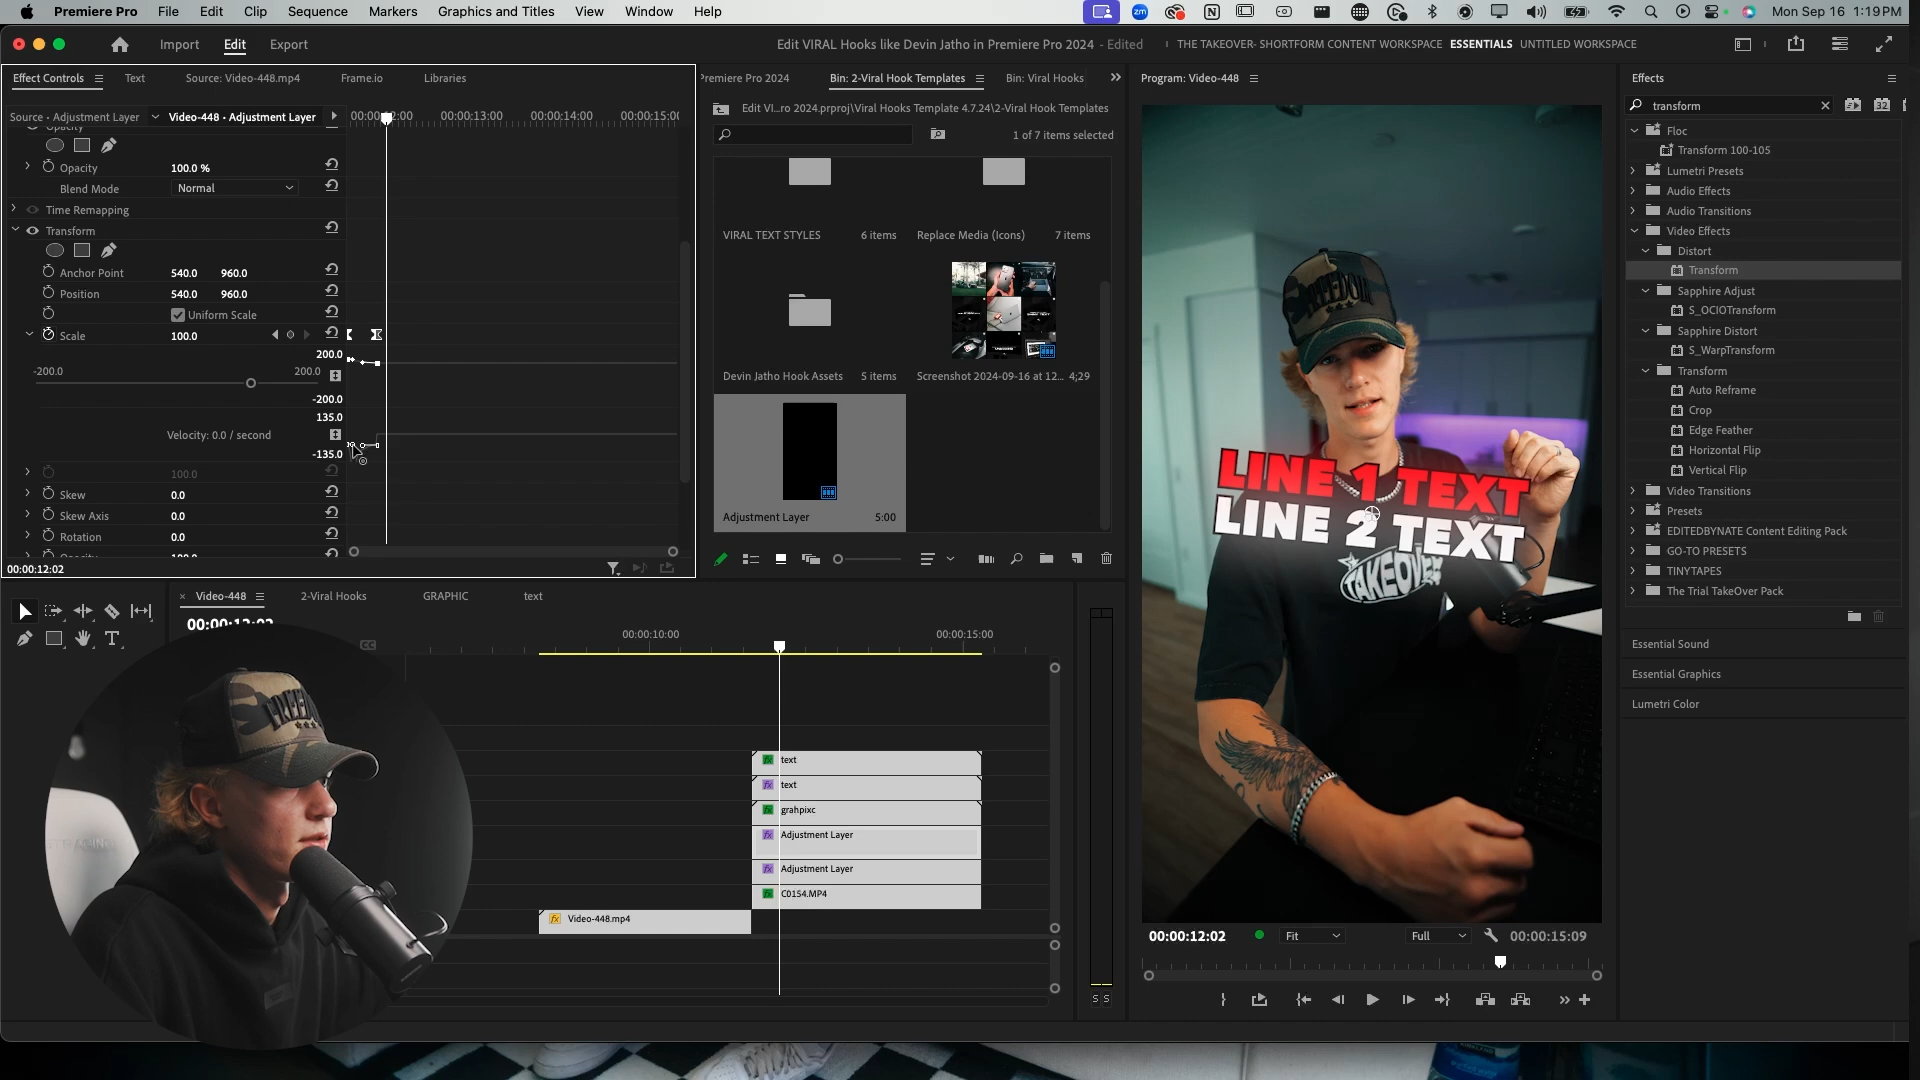 Premiere Pro File Edit Clip Sequence Markers Graphics and Titles View Window Help
zm
Mon Sep 16 1:19 PM
Import Edit Export
Edit VIRAL Hooks like Devin Jatho in Premiere Pro 2024 - Edited
THE TAKEOVER- SHORTFORM CONTENT WORKSPACE ESSENTIALS UNTITLED WORKSPACE
Effect Controls Text Source: Video-448.mp4 Frame.io Libraries
Source • Adjustment Layer Video-448 • Adjustment Layer
00:00:13:00 00:00:14:00 00:00:15:00
Opacity
Opacity 100.0 %
Blend Mode Normal
Time Remapping
Transform
Anchor Point 540.0 960.0
Position 540.0 960.0
Uniform Scale
Scale 100.0
200.0
-200.0 200.0
-200.0
135.0
Velocity: 0.0 / second
-135.0
100.0
Skew 0.0
Skew Axis 0.0
Rotation 0.0
00:00:12:02
Premiere Pro 2024 Bin: 2-Viral Hook Templates Bin: Viral Hooks
Edit VI...ro 2024.prproj\Viral Hooks Template 4.7.24\2-Viral Hook Templates
1 of 7 items selected
VIRAL TEXT STYLES 6 items
Replace Media (Icons) 7 items
Devin Jatho Hook Assets 5 items
Screenshot 2024-09-16 at 12... 4;29
Adjustment Layer 5:00
Program: Video-448
FREEDOM
LINE 1 TEXT
LINE 2 TEXT
TAKEOVER
00:00:12:02 Fit Full 00:00:15:09
Effects
transform
32
Floc
Transform 100-105
Lumetri Presets
Audio Effects
Audio Transitions
Video Effects
Distort
Transform
Sapphire Adjust
S_OCIOTransform
Sapphire Distort
S_WarpTransform
Transform
Auto Reframe
Crop
Edge Feather
Horizontal Flip
Vertical Flip
Video Transitions
Presets
EDITEDBYNATE Content Editing Pack
GO-TO PRESETS
TINYTAPES
The Trial TakeOver Pack
Essential Sound
Essential Graphics
Lumetri Color
Video-448 2-Viral Hooks GRAPHIC text
00:00:12:02
00:00:10:00 00:00:15:00
fx text
fx text
fx grahpixc
fx Adjustment Layer
fx Adjustment Layer
fx C0154.MP4
fx Video-448.mp4
S S